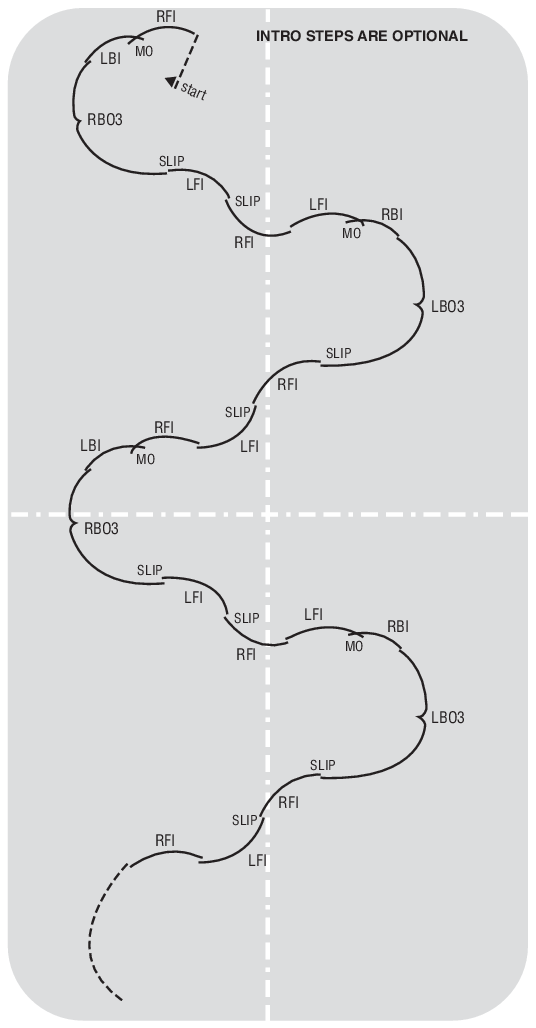 RFI
INTRO STEPS ARE OPTIONAL
LBI
MO
start
RBO3
SLIP
LFI
SLIP
RFI
LFI
RBI
MO
LBO3
SLIP
RFI
SLIP
LFI
RFI
LBI
MO
RBO3
SLIP
LFI
SLIP
RFI
LFI
RBI
MO
LBO3
SLIP
RFI
SLIP
LFI
RFI